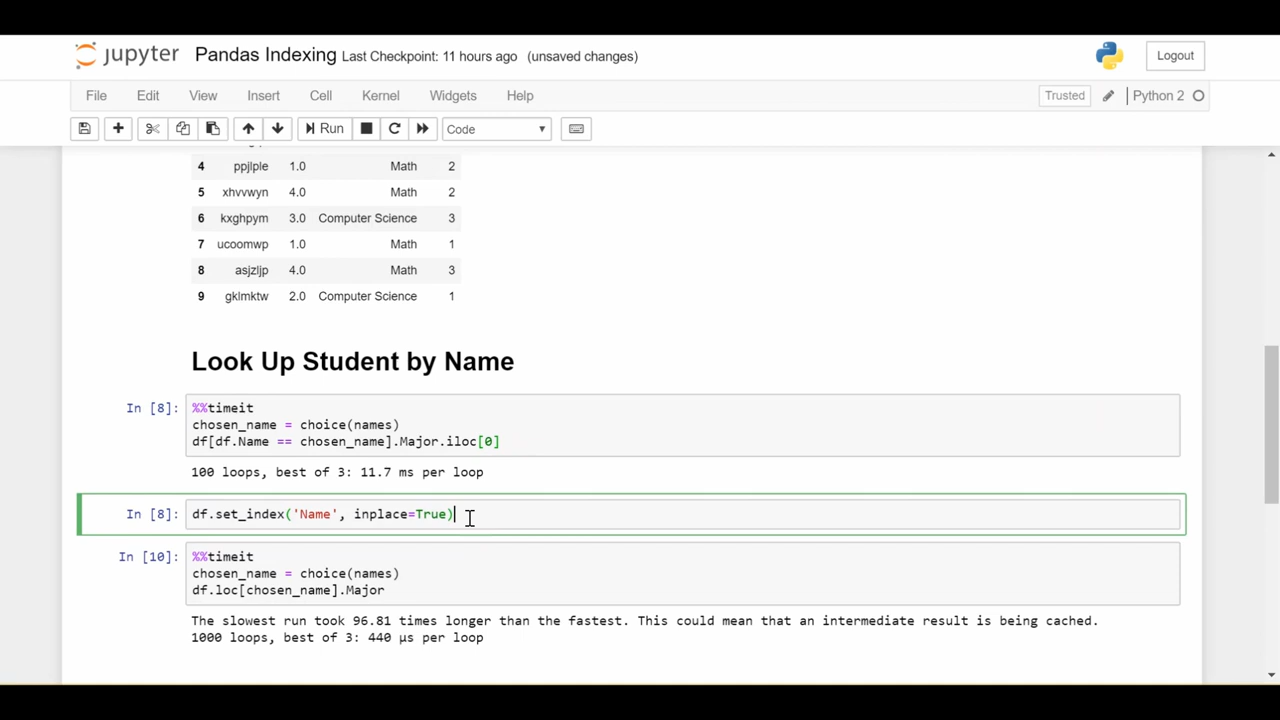 jupyter Pandas Indexing Last Checkpoint: 11 hours ago (unsaved changes) Logout
File Edit View Insert Cell Kernel Widgets Help Trusted Python 2
Run Code
4 ppjlple 1.0 Math 2
5 xhvvwyn 4.0 Math 2
6 kxghpym 3.0 Computer Science 3
7 ucoomwp 1.0 Math 1
8 asjzljp 4.0 Math 3
9 gklmktw 2.0 Computer Science 1
Look Up Student by Name
In [8]: %%timeit
chosen_name = choice(names)
df[df.Name == chosen_name].Major.iloc[0]
100 loops, best of 3: 11.7 ms per loop
In [8]: df.set_index('Name', inplace=True)
In [10]: %%timeit
chosen_name = choice(names)
df.loc[chosen_name].Major
The slowest run took 96.81 times longer than the fastest. This could mean that an intermediate result is being cached.
1000 loops, best of 3: 440 µs per loop